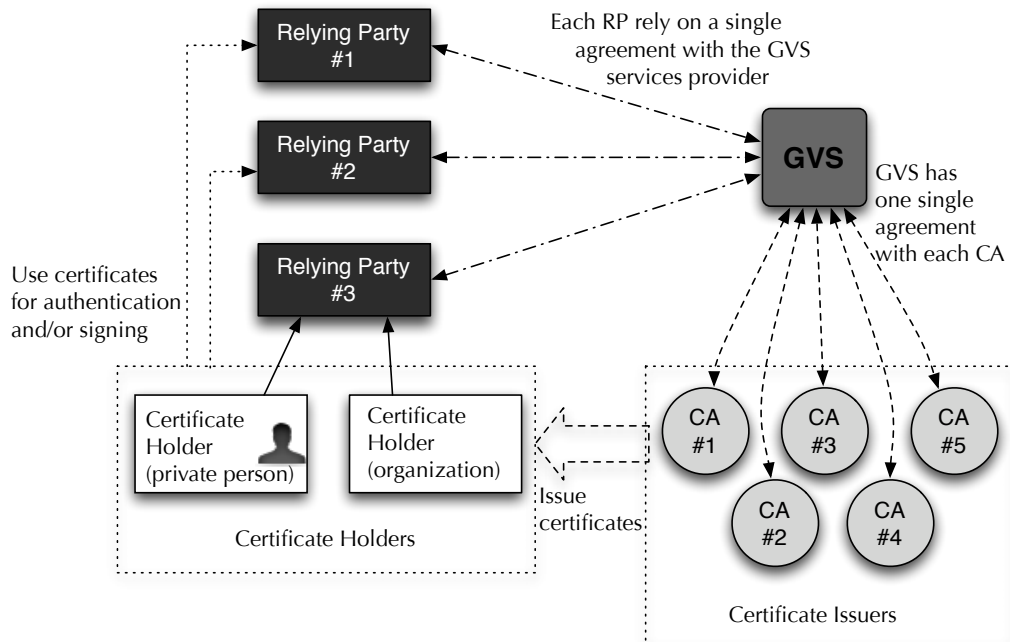 Relying Party
#1
Each RP rely on a single
agreement with the GVS
services provider
Relying Party
#2
GVS
GVS has
one single
agreement
with each CA
Relying Party
#3
Use certificates
for authentication
and/or signing
Certificate
Holder
(private person)
Certificate
Holder
(organization)
Certificate Holders
Issue
certificates
CA
#1
CA
#3
CA
#5
CA
#2
CA
#4
Certificate Issuers